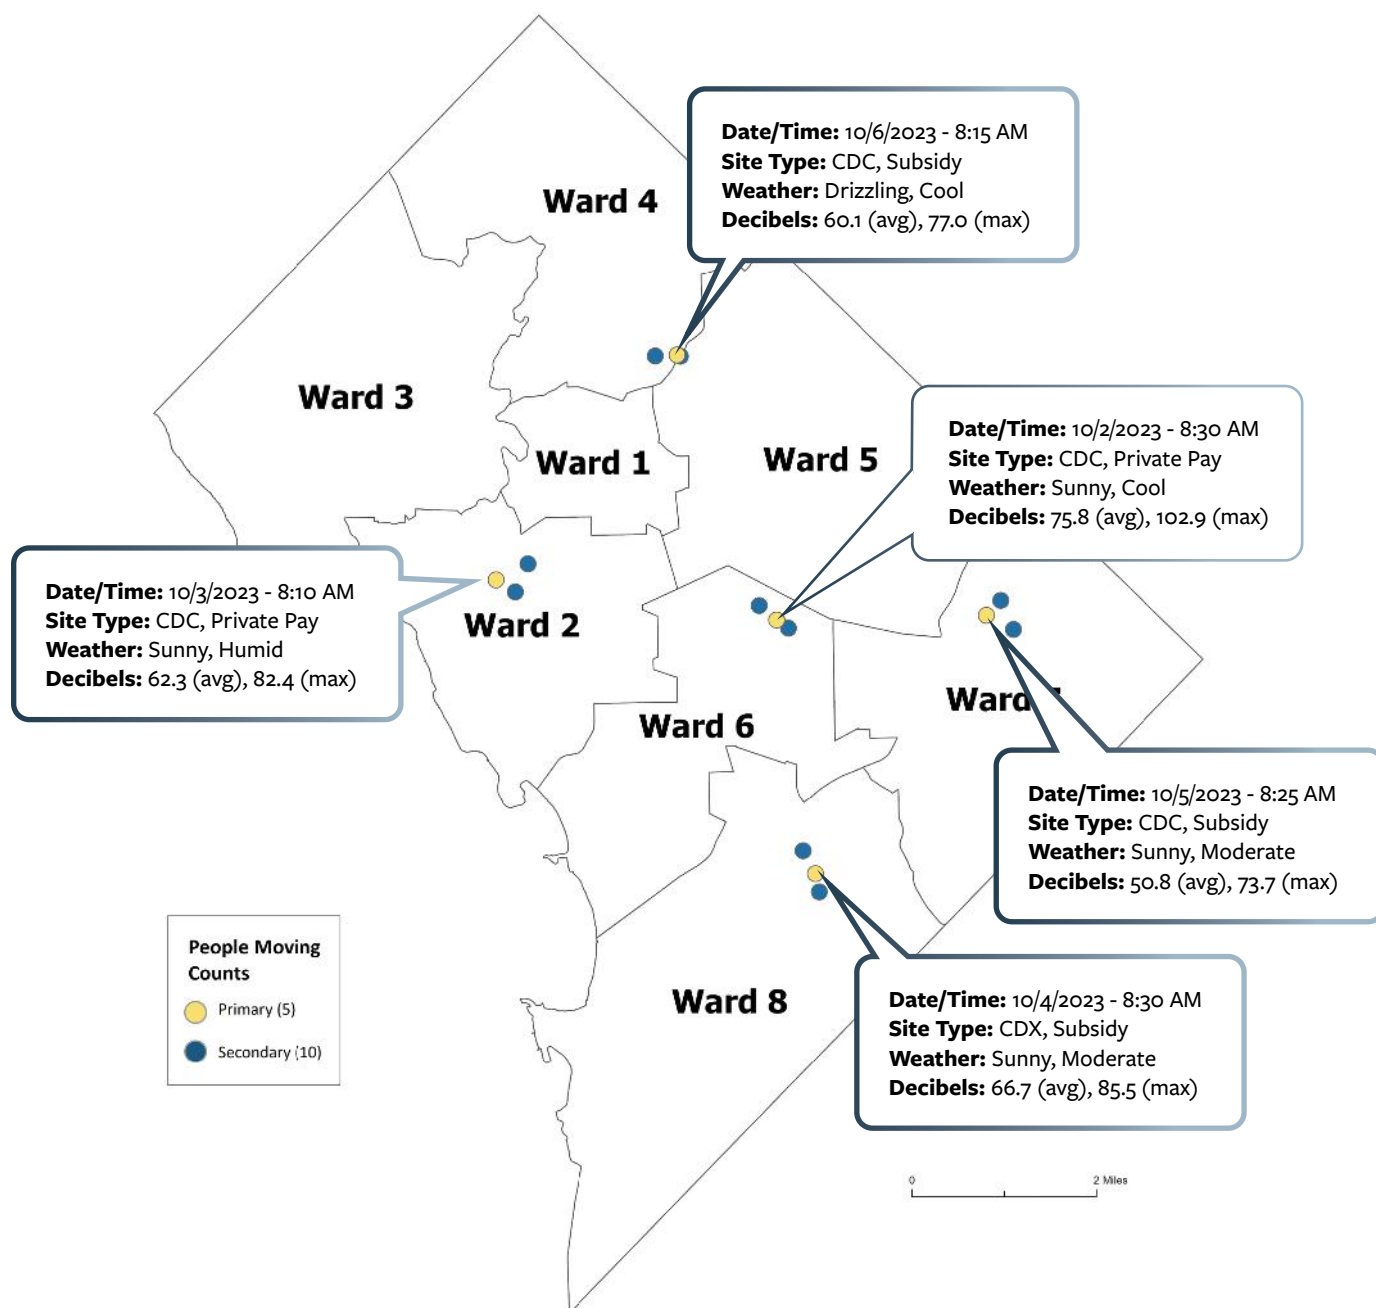 Date/Time: 10/6/2023 - 8:15 AM
Site Type: CDC, Subsidy
Weather: Drizzling, Cool
Decibels: 60.1 (avg), 77.0 (max)
Ward 4
Ward 3
Ward 1
Ward 5
Date/Time: 10/2/2023 - 8:30 AM
Site Type: CDC, Private Pay
Weather: Sunny, Cool
Decibels: 75.8 (avg), 102.9 (max)
Date/Time: 10/3/2023 - 8:10 AM
Site Type: CDC, Private Pay
Weather: Sunny, Humid
Decibels: 62.3 (avg), 82.4 (max)
Ward 2
Ward 6
Ward
Date/Time: 10/5/2023 - 8:25 AM
Site Type: CDC, Subsidy
Weather: Sunny, Moderate
Decibels: 50.8 (avg), 73.7 (max)
Ward 8
Date/Time: 10/4/2023 - 8:30 AM
Site Type: CDX, Subsidy
Weather: Sunny, Moderate
Decibels: 66.7 (avg), 85.5 (max)
People Moving
Counts
Primary (5)
Secondary (10)
0 2 Miles